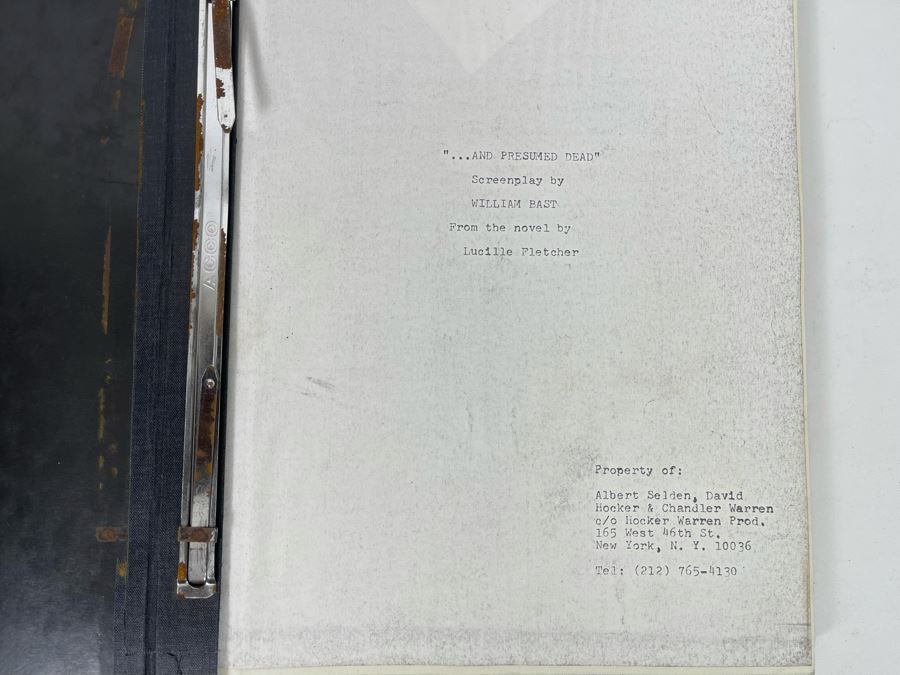 "...AND PRESUMED DEAD"
Screenplay by
WILLIAM BAST
From the novel by
Lucille Fletcher
Property of:
Albert Selden, David
Hocker & Chandler Warren
c/o Hocker Warren Prod.
165 West 46th St.
New York, N. Y. 10036
Tel: (212) 765-4130
ACCO